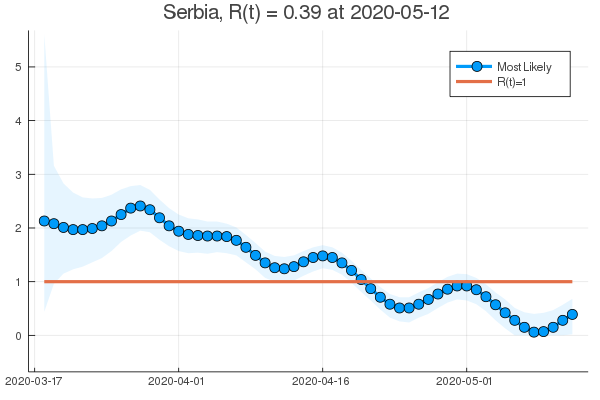 Serbia, R(t) = 0.39 at 2020-05-12
Most Likely
R(t)=1
5
4
3
2
1
0
2020-03-17 2020-04-01 2020-04-16 2020-05-01